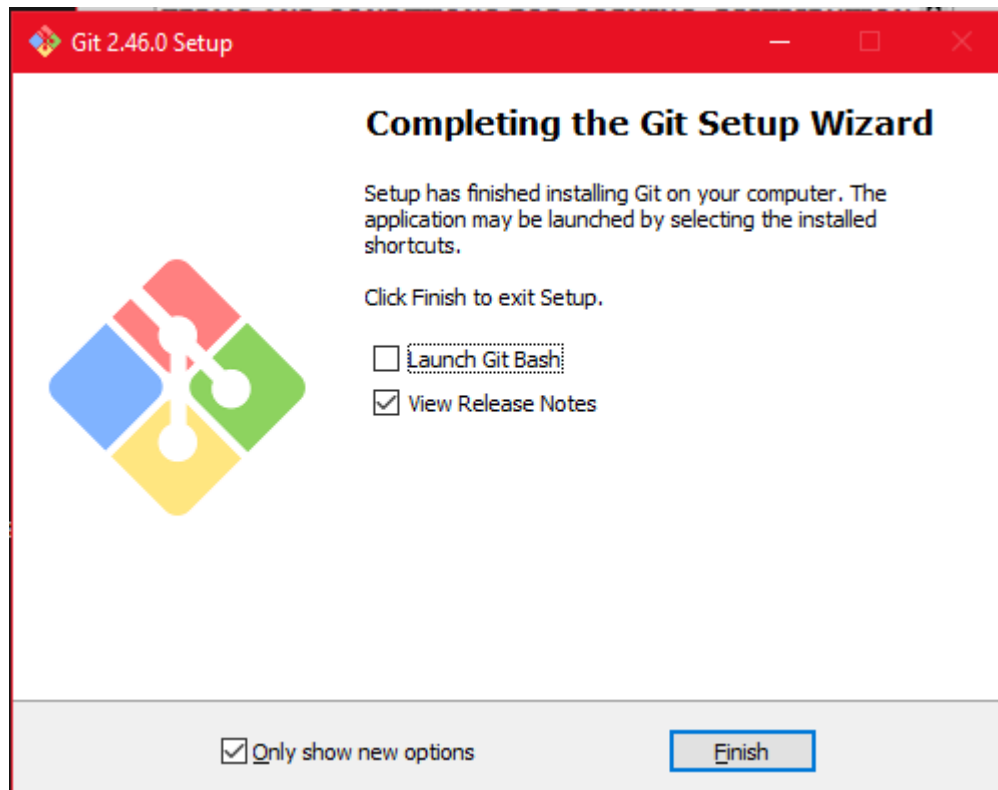 Git 2.46.0 Setup
Completing the Git Setup Wizard
Setup has finished installing Git on your computer. The
application may be launched by selecting the installed
shortcuts.
Click Finish to exit Setup.
Launch Git Bash
View Release Notes
Only show new options
Finish